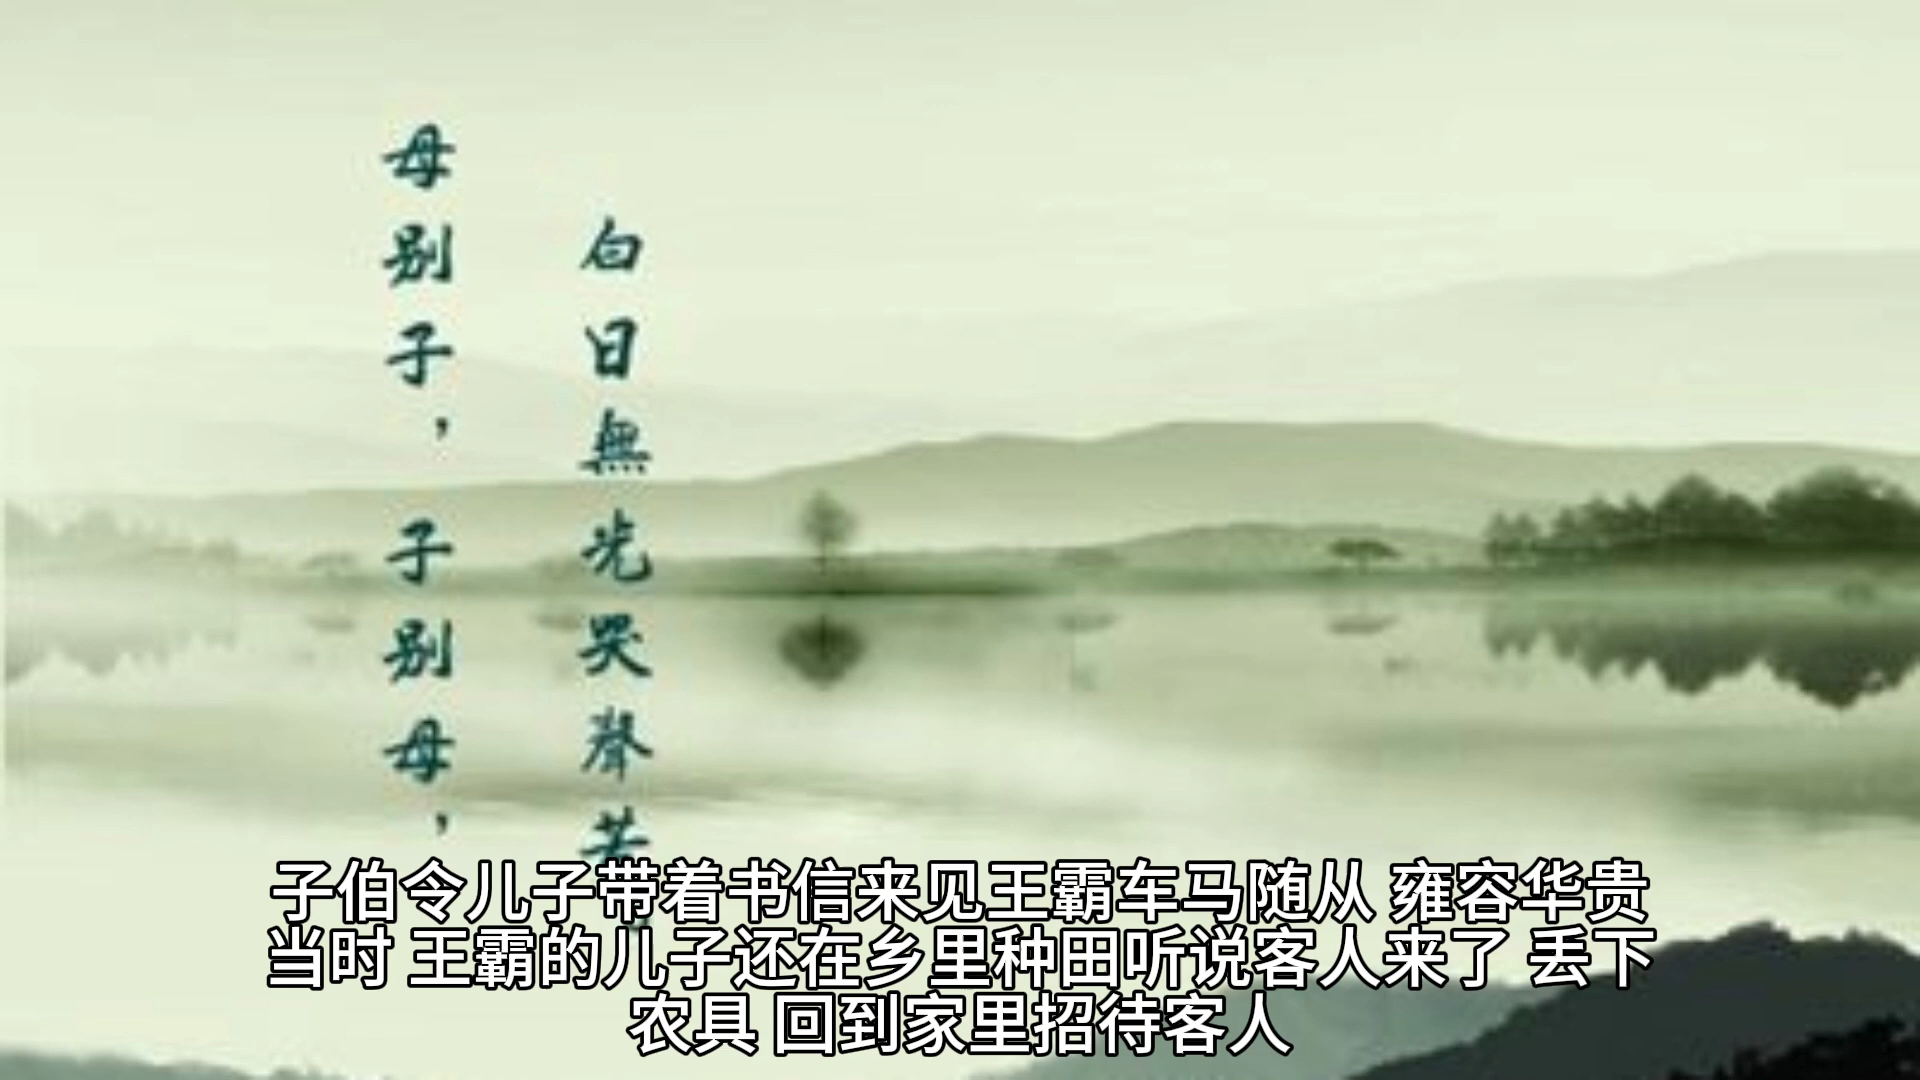 母别子，子别母，
白日無光哭聲苦
子伯令儿子带着书信来见王霸车马随从 雍容华贵
当时 王霸的儿子还在乡里种田听说客人来了 丢下
农具 回到家里招待客人